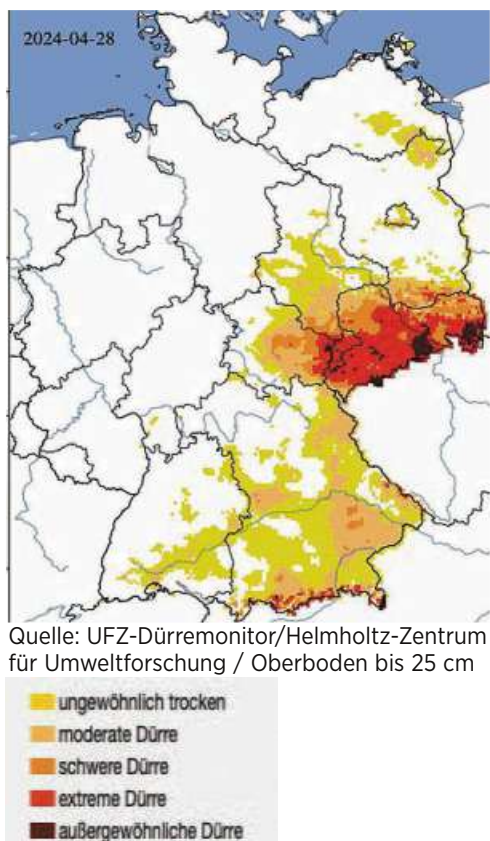 2024-04-28
Quelle: UFZ-Dürremonitor/Helmholtz-Zentrum
für Umweltforschung / Oberboden bis 25 cm
ungewöhnlich trocken
moderate Dürre
schwere Dürre
extreme Dürre
außergewöhnliche Dürre